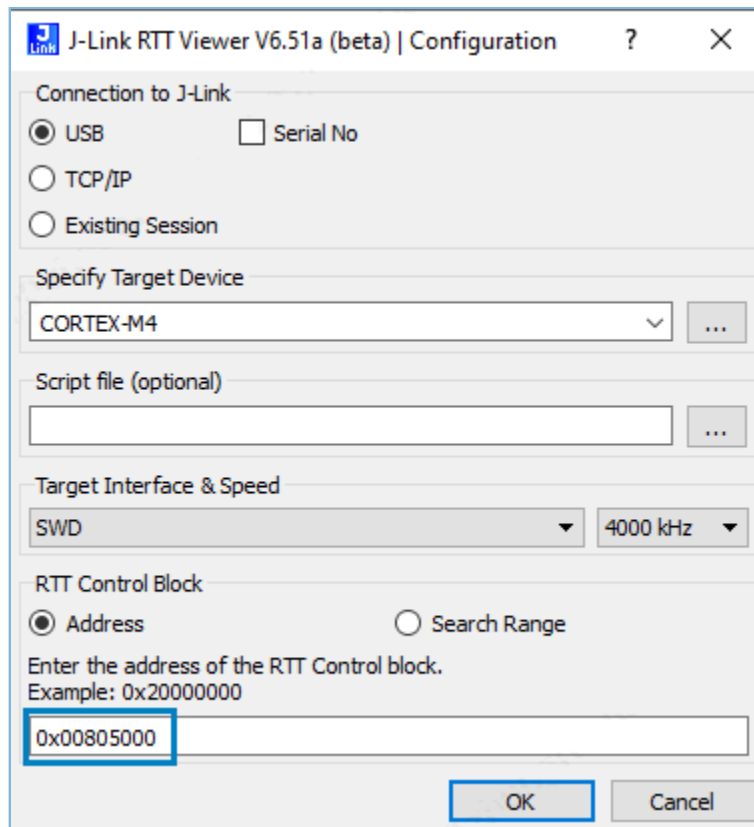 J-Link RTT Viewer V6.51a (beta) | Configuration ? ×
Connection to J-Link
USB Serial No
TCP/IP
Existing Session
Specify Target Device
CORTEX-M4 ...
Script file (optional)
...
Target Interface & Speed
SWD 4000 kHz
RTT Control Block
Address Search Range
Enter the address of the RTT Control block.
Example: 0x20000000
0x00805000
OK Cancel